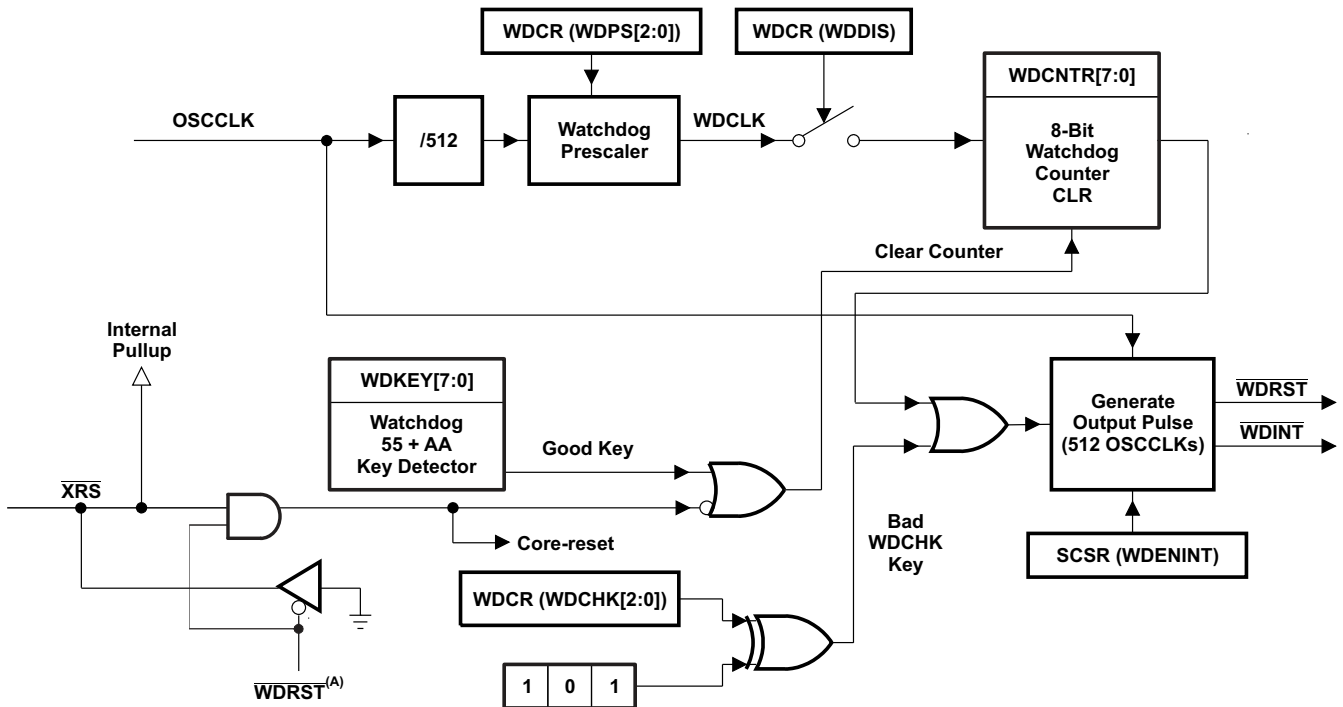 WDCR (WDPS[2:0])
WDCR (WDDIS)
WDCNTR[7:0]
OSCCLK
/512
Watchdog
Prescaler
WDCLK
8-Bit
Watchdog
Counter
CLR
Clear Counter
Internal
Pullup
WDKEY[7:0]
Watchdog
55 + AA
Key Detector
Good Key
Generate
Output Pulse
(512 OSCCLKs)
WDRST
WDINT
XRS
Core-reset
Bad
WDCHK
Key
SCSR (WDENINT)
WDCR (WDCHK[2:0])
WDRST(A)
1 0 1